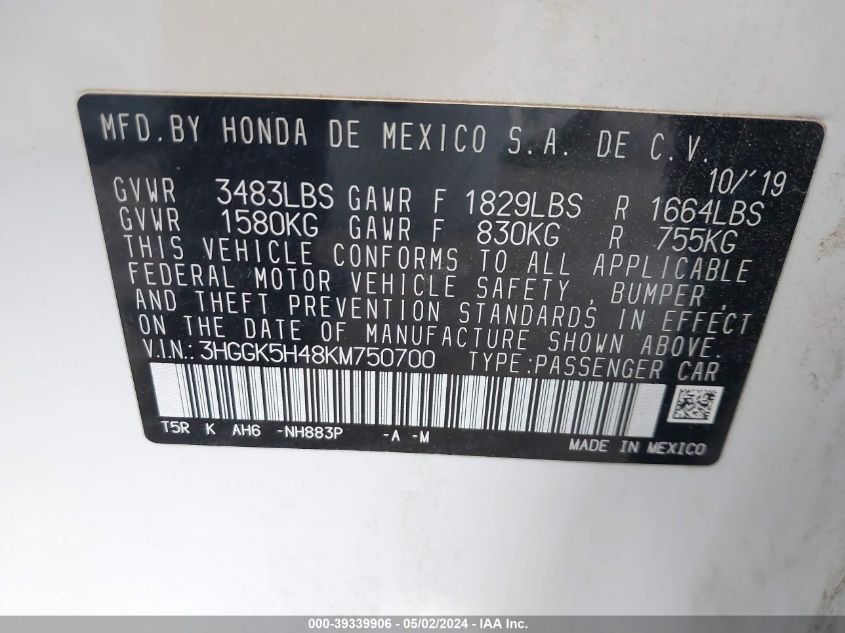 MFD.BY HONDA DE MEXICO S.A. DE C.V.
10/'19
GVWR 3483LBS GAWR F 1829LBS R 1664LBS
GVWR 1580KG GAWR F 830KG R 755KG
THIS VEHICLE CONFORMS TO ALL APPLICABLE
FEDERAL MOTOR VEHICLE SAFETY , BUMPER ,
AND THEFT PREVENTION STANDARDS IN EFFECT
ON THE DATE OF MANUFACTURE SHOWN ABOVE.
V.I.N.: 3HGGK5H48KM750700 TYPE:PASSENGER CAR
T5R K AH6 -NH883P -A -M
MADE IN MEXICO
000-39339906 - 05/02/2024 - IAA Inc.